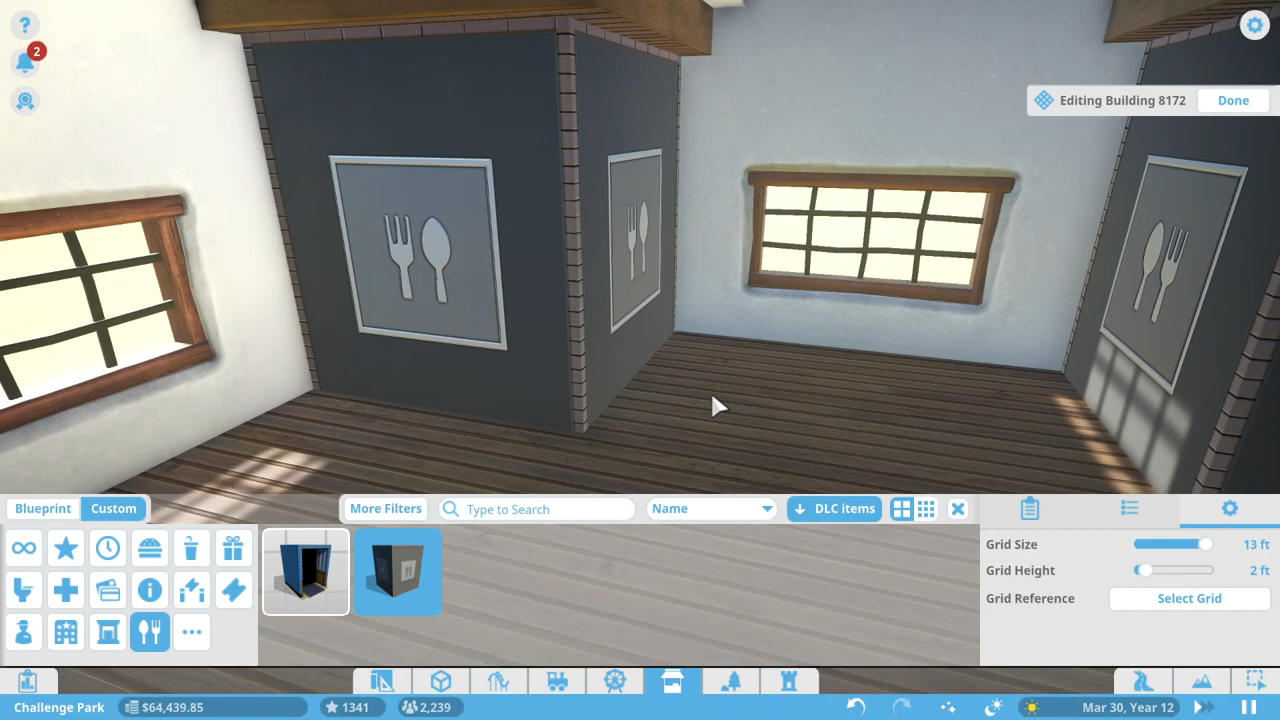 ?
2
Editing Building 8172
Done
Blueprint
Custom
More Filters
Type to Search
Name
DLC items
Grid Size
13 ft
Grid Height
2 ft
Grid Reference
Select Grid
Challenge Park
$64,439.85
1341
2,239
Mar 30, Year 12